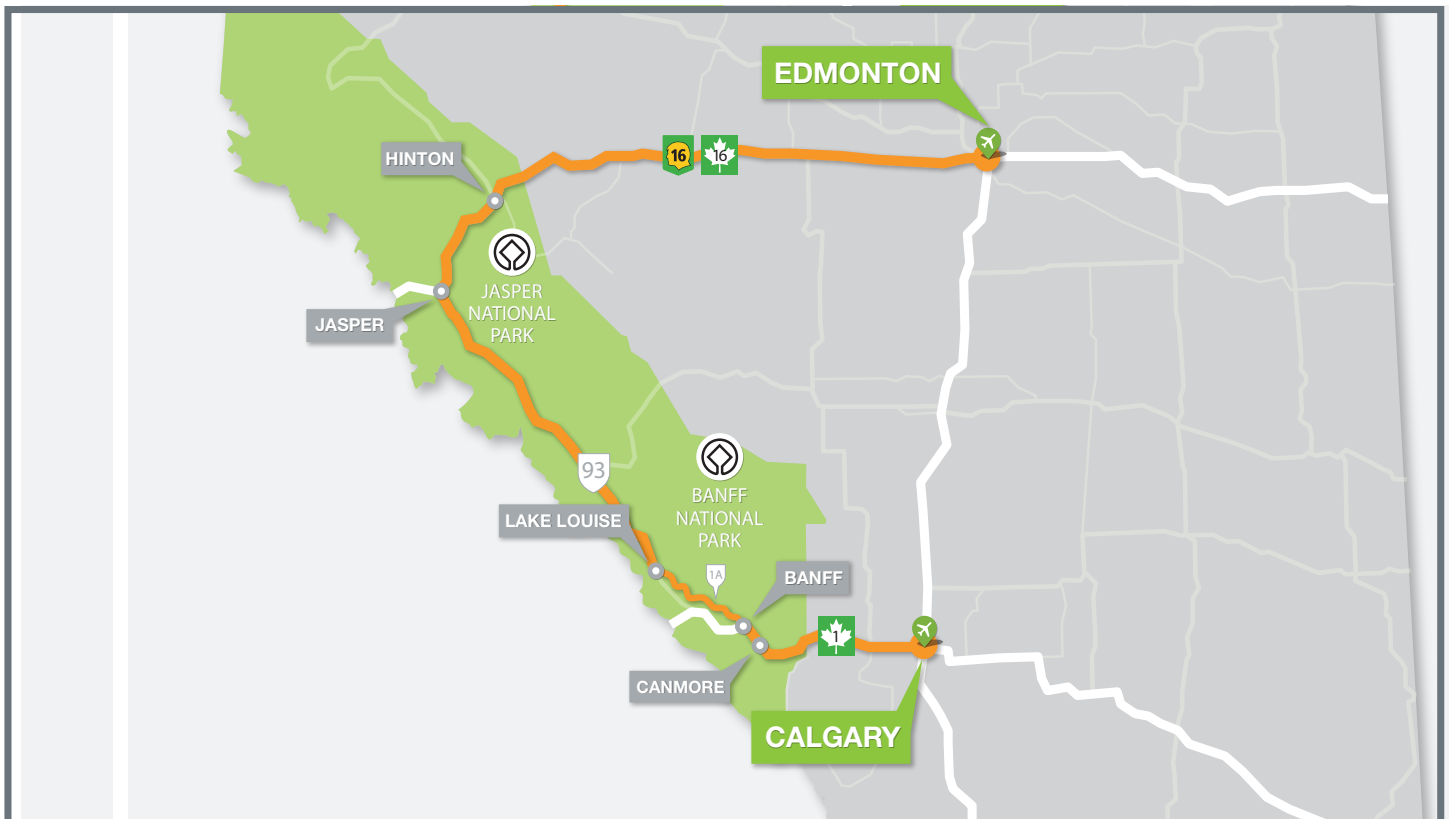 EDMONTON
HINTON
16
16
JASPER
NATIONAL
PARK
JASPER
93
BANFF
NATIONAL
PARK
LAKE LOUISE
1A
BANFF
1
CANMORE
CALGARY